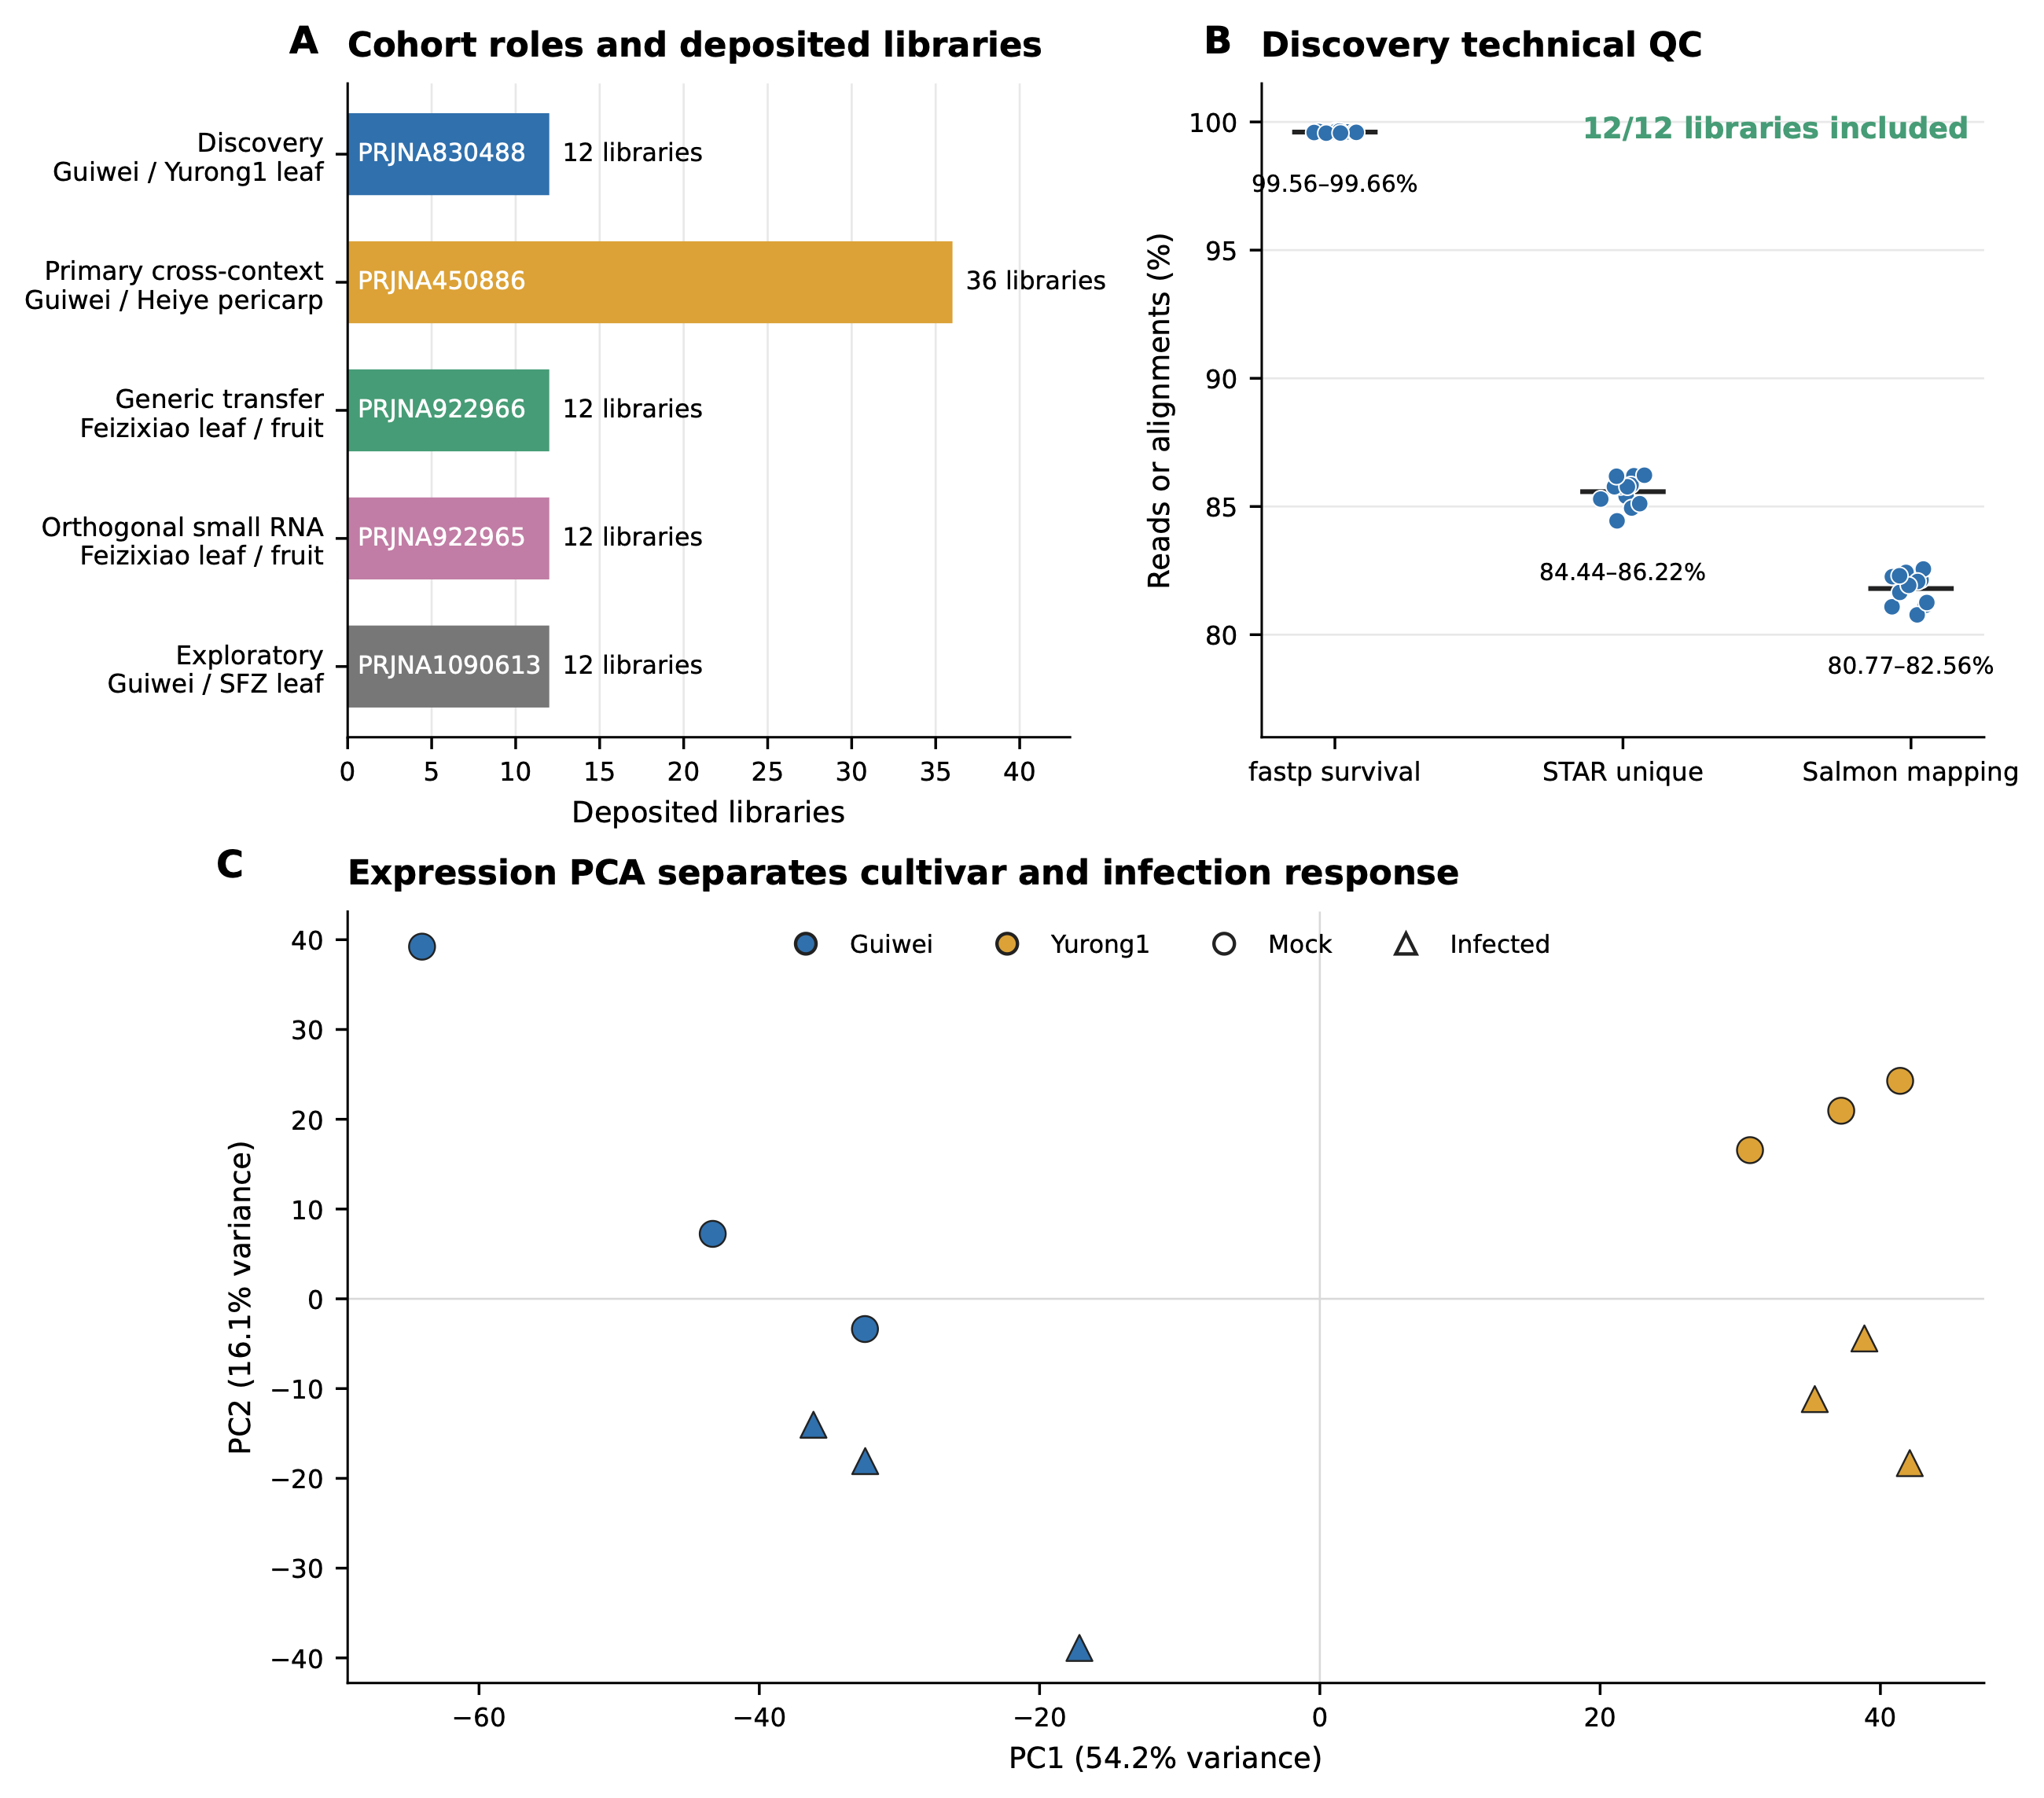 A Cohort roles and deposited libraries
Discovery
Guiwei / Yurong1 leaf
PRJNA830488
12 libraries
Primary cross-context
Guiwei / Heiye pericarp
PRJNA450886
36 libraries
Generic transfer
Feizixiao leaf / fruit
PRJNA922966
12 libraries
Orthogonal small RNA
Feizixiao leaf / fruit
PRJNA922965
12 libraries
Exploratory
Guiwei / SFZ leaf
PRJNA1090613
12 libraries
0 5 10 15 20 25 30 35 40
Deposited libraries
B Discovery technical QC
Reads or alignments (%)
100
95
90
85
80
12/12 libraries included
99.56–99.66%
84.44–86.22%
80.77–82.56%
fastp survival STAR unique Salmon mapping
C Expression PCA separates cultivar and infection response
Guiwei Yurong1 Mock Infected
PC2 (16.1% variance)
40
30
20
10
0
−10
−20
−30
−40
−60 −40 −20 0 20 40
PC1 (54.2% variance)